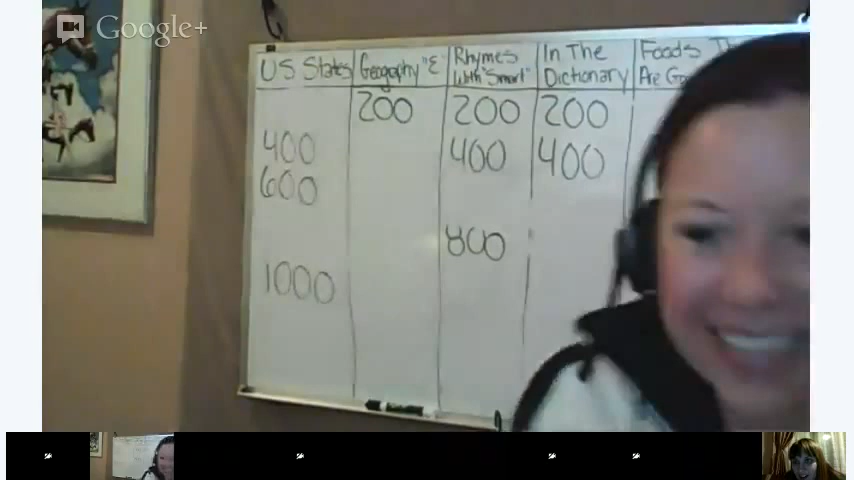 Google+
US States Geography "E" Rhymes With "Smart" In The Dictionary Foods
Are
200 200 200
400 400 400
600
800
1000